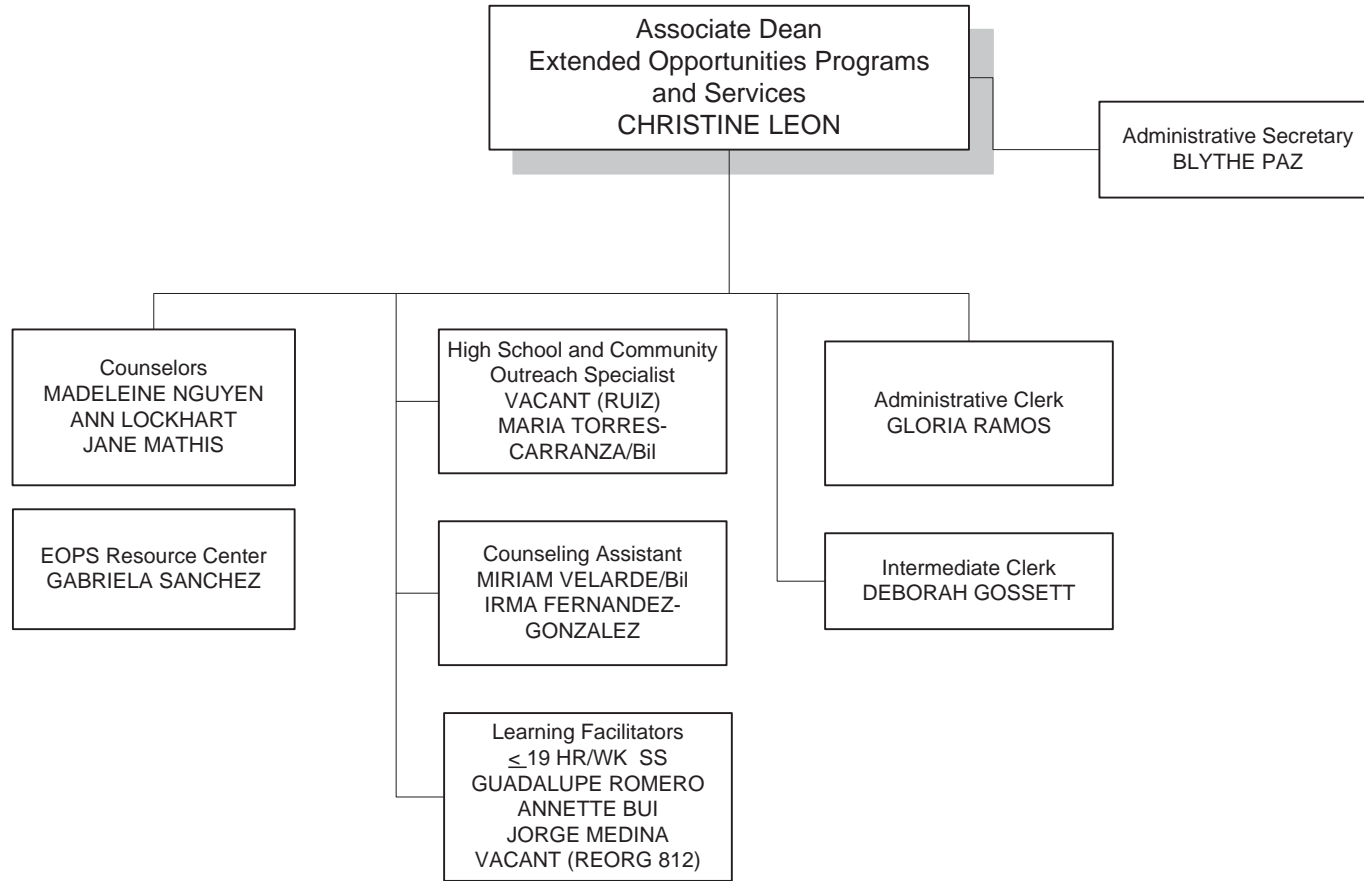 Associate Dean
Extended Opportunities Programs
and Services
CHRISTINE LEON
Administrative Secretary
BLYTHE PAZ
Counselors
MADELEINE NGUYEN
ANN LOCKHART
JANE MATHIS
EOPS Resource Center
GABRIELA SANCHEZ
High School and Community
Outreach Specialist
VACANT (RUIZ)
MARIA TORRES-
CARRANZA/Bil
Counseling Assistant
MIRIAM VELARDE/Bil
IRMA FERNANDEZ-
GONZALEZ
Learning Facilitators
< 19 HR/WK SS
GUADALUPE ROMERO
ANNETTE BUI
JORGE MEDINA
VACANT (REORG 812)
Administrative Clerk
GLORIA RAMOS
Intermediate Clerk
DEBORAH GOSSETT